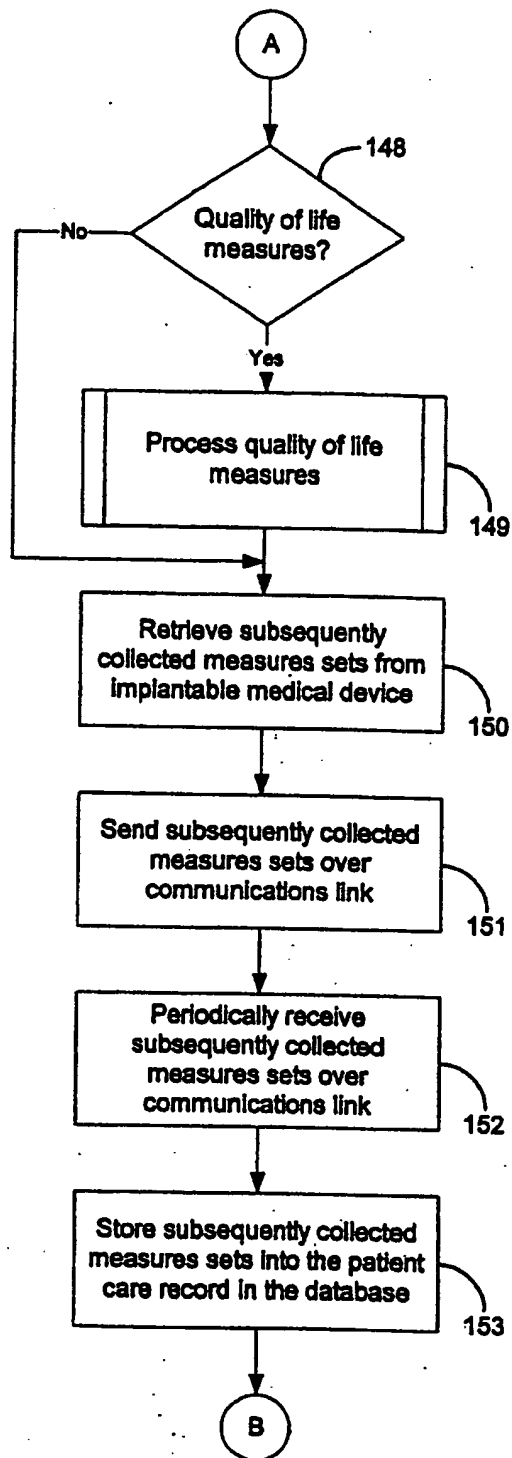 A
148
Quality of life
measures?
No
Yes
Process quality of life
measures
149
Retrieve subsequently
collected measures sets from
implantable medical device
150
Send subsequently collected
measures sets over
communications link
151
Periodically receive
subsequently collected
measures sets over
communications link
152
Store subsequently collected
measures sets into the patient
care record in the database
153
B